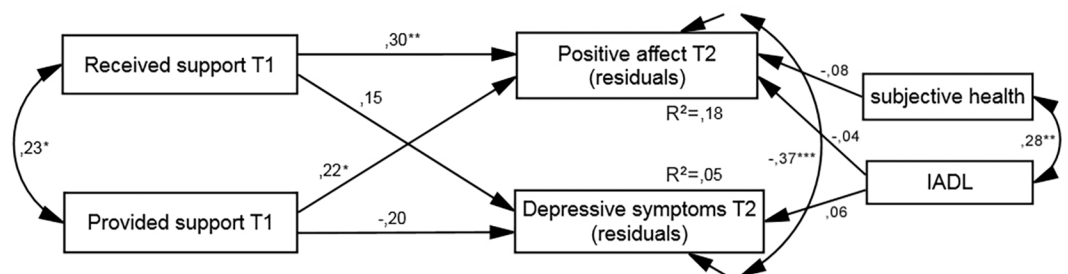 Received support T1
,30**
Positive affect T2
(residuals)
-,08
subjective health
,23*
,15
R²=,18
-,04
,28**
-,37***
,22*
R²=,05
IADL
Provided support T1
-,20
Depressive symptoms T2
(residuals)
,06